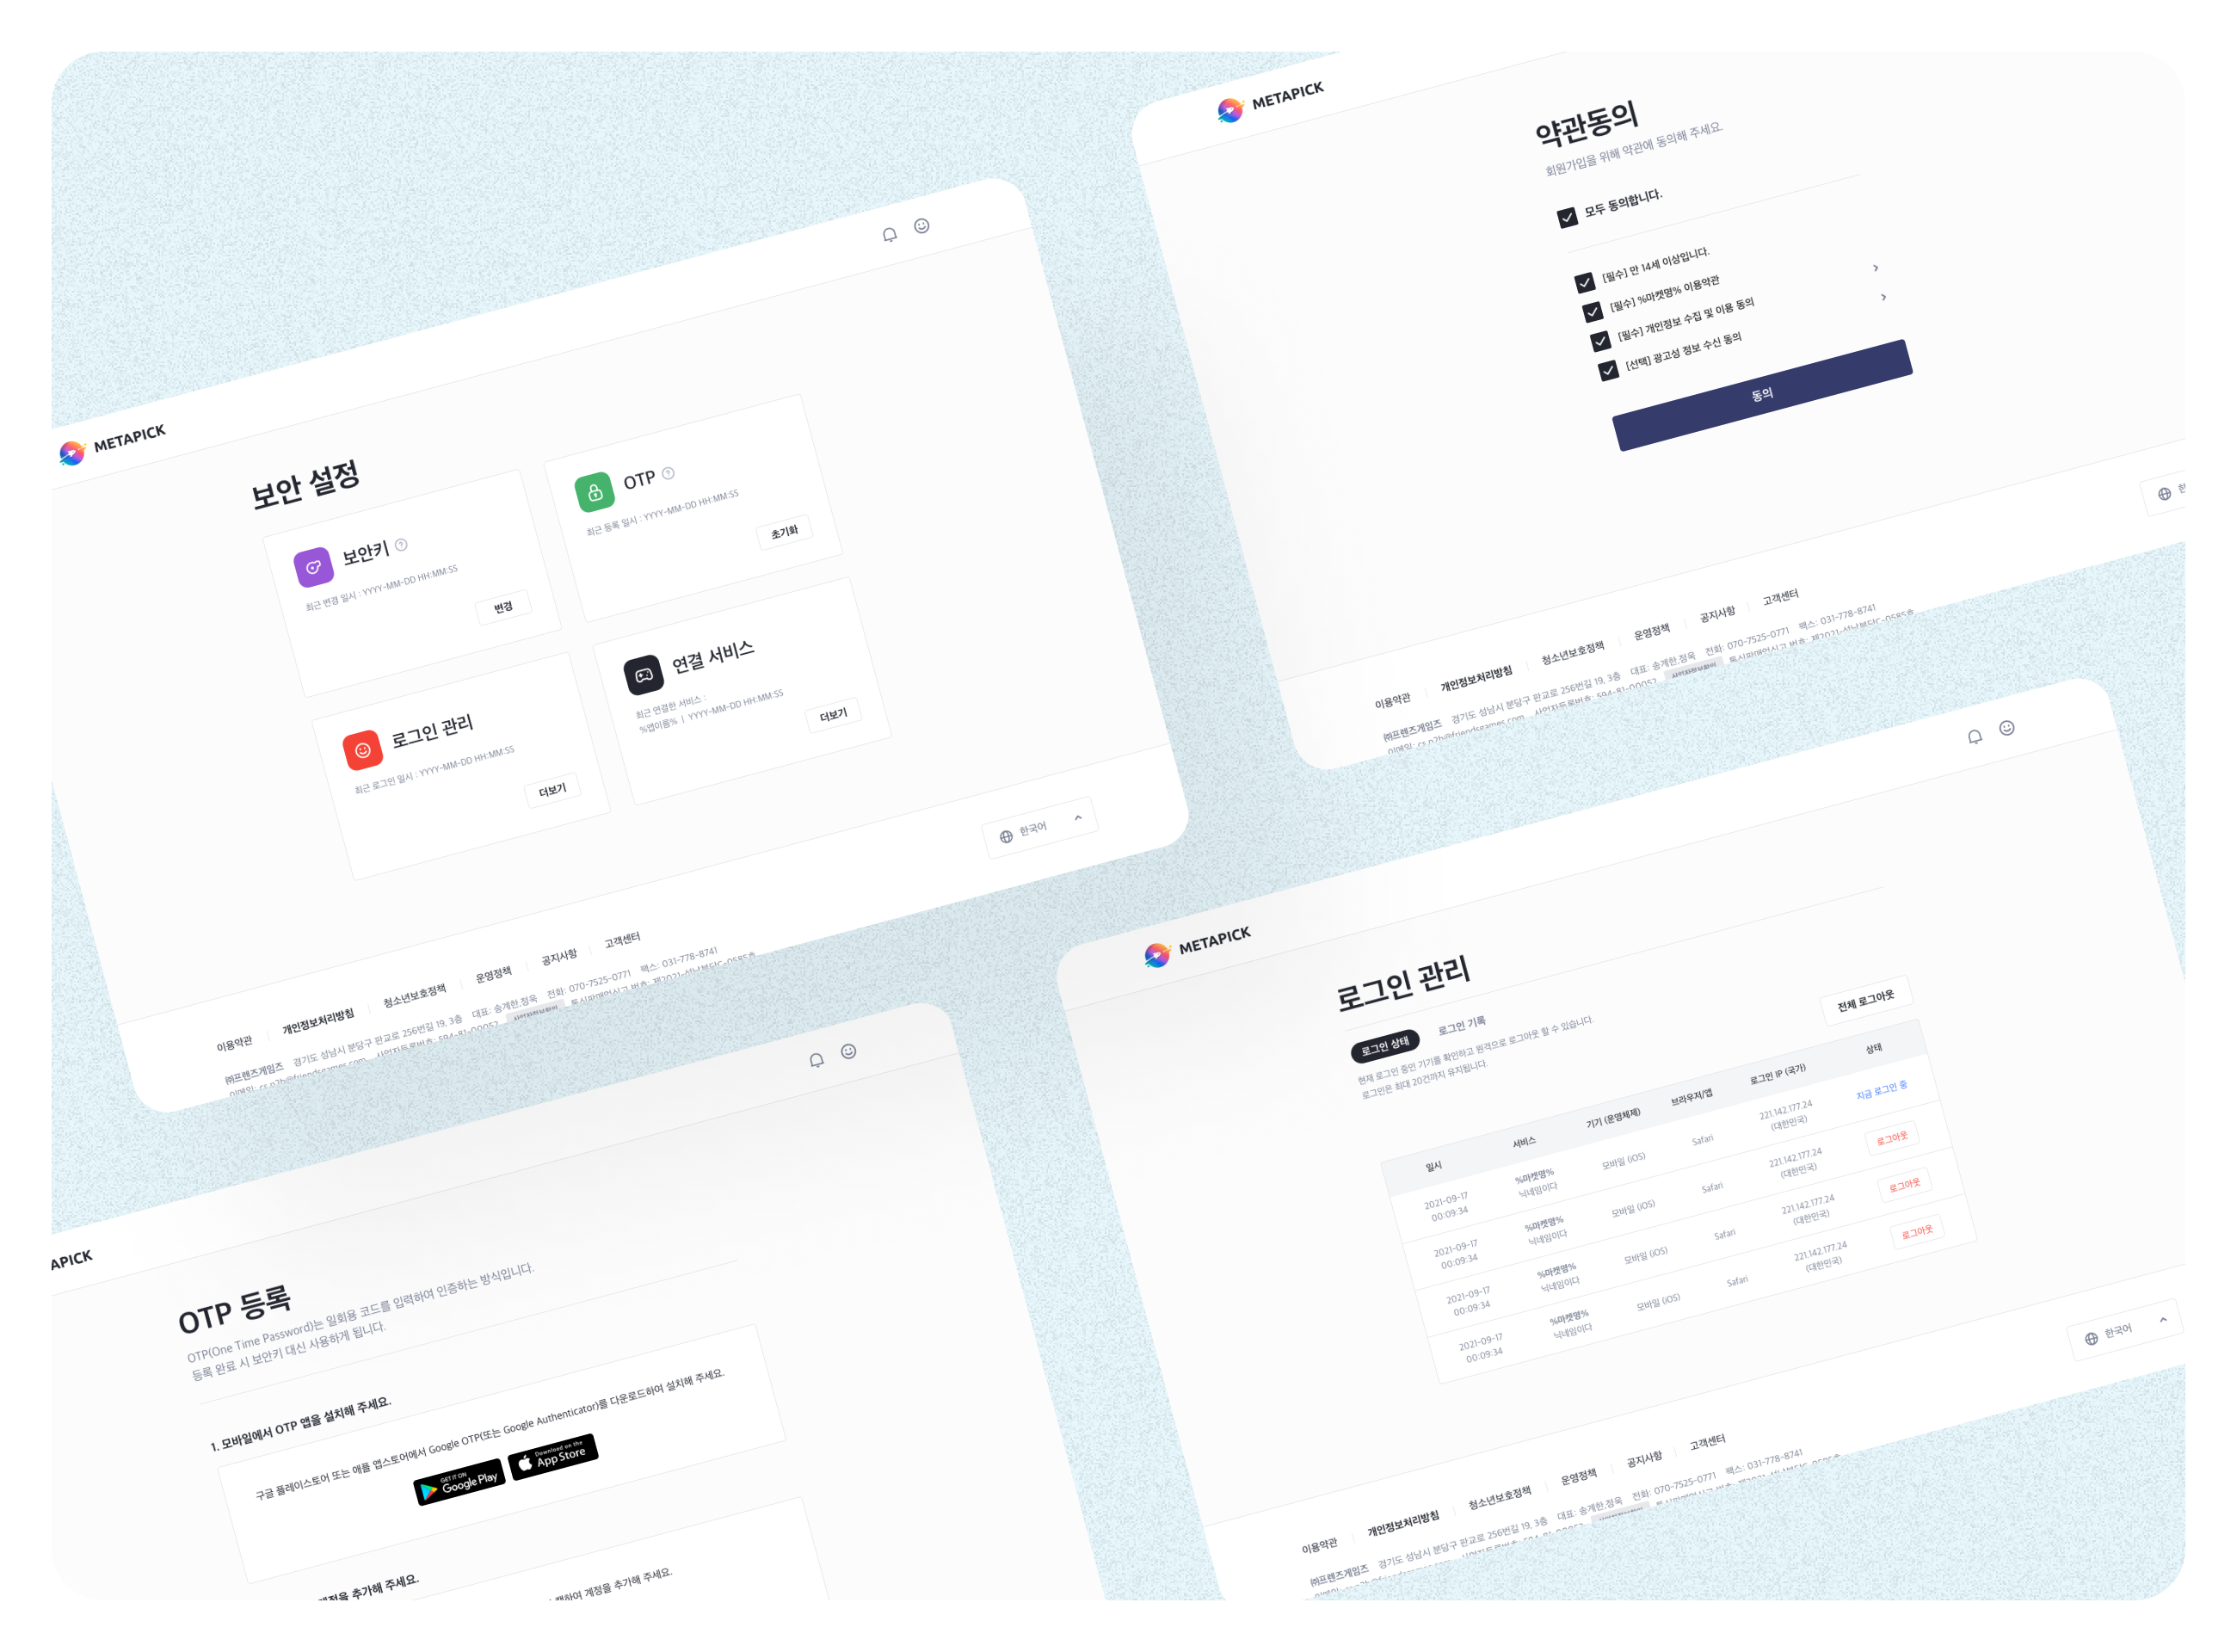 METAPICK
보안 설정
보안키
최근 변경 일시 : YYYY-MM-DD HH:MM:SS
변경
OTP
최근 등록 일시 : YYYY-MM-DD HH:MM:SS
초기화
로그인 관리
최근 로그인 일시 : YYYY-MM-DD HH:MM:SS
더보기
연결 서비스
최근 연결한 서비스 :
%앱이름% | YYYY-MM-DD HH:MM:SS
더보기
한국어
이용약관 개인정보처리방침 청소년보호정책 운영정책 공지사항 고객센터
㈜프렌즈게임즈 경기도 성남시 분당구 판교로 256번길 19, 3층 대표: 송계한,정욱 전화: 070-7525-0771 팩스: 031-778-8741
이메일: cs.p2b@friendsgames.com 사업자등록번호: 594-81-00052 사업자정보확인 통신판매업신고 번호: 제2021-성남분당C-0585호
METAPICK
약관동의
회원가입을 위해 약관에 동의해 주세요.
모두 동의합니다.
[필수] 만 14세 이상입니다.
[필수] %마켓명% 이용약관
[필수] 개인정보 수집 및 이용 동의
[선택] 광고성 정보 수신 동의
동의
이용약관 개인정보처리방침 청소년보호정책 운영정책 공지사항 고객센터
㈜프렌즈게임즈 경기도 성남시 분당구 판교로 256번길 19, 3층 대표: 송계한,정욱 전화: 070-7525-0771 팩스: 031-778-8741
이메일: cs.p2b@friendsgames.com 사업자등록번호: 594-81-00052 사업자정보확인 통신판매업신고 번호: 제2021-성남분당C-0585호
APICK
OTP 등록
OTP(One Time Password)는 일회용 코드를 입력하여 인증하는 방식입니다.
등록 완료 시 보안키 대신 사용하게 됩니다.
1. 모바일에서 OTP 앱을 설치해 주세요.
구글 플레이스토어 또는 애플 앱스토어에서 Google OTP(또는 Google Authenticator)를 다운로드하여 설치해 주세요.
GET IT ON
Google Play
Download on the
App Store
계정을 추가해 주세요.
계정을 추가해 주세요.
METAPICK
로그인 관리
로그인 상태 로그인 기록
현재 로그인 중인 기기를 확인하고 원격으로 로그아웃 할 수 있습니다.
로그인은 최대 20건까지 유지됩니다.
전체 로그아웃
일시 서비스 기기 (운영체제) 브라우저/앱 로그인 IP (국가) 상태
2021-09-17 %마켓명% 모바일 (iOS) Safari 221.142.177.24 지금 로그인 중
00:09:34 닉네임이다 (대한민국)
2021-09-17 %마켓명% 모바일 (iOS) Safari 221.142.177.24 로그아웃
00:09:34 닉네임이다 (대한민국)
2021-09-17 %마켓명% 모바일 (iOS) Safari 221.142.177.24 로그아웃
00:09:34 닉네임이다 (대한민국)
2021-09-17 %마켓명% 모바일 (iOS) Safari 221.142.177.24 로그아웃
00:09:34 닉네임이다 (대한민국)
한국어
이용약관 개인정보처리방침 청소년보호정책 운영정책 공지사항 고객센터
㈜프렌즈게임즈 경기도 성남시 분당구 판교로 256번길 19, 3층 대표: 송계한,정욱 전화: 070-7525-0771 팩스: 031-778-8741